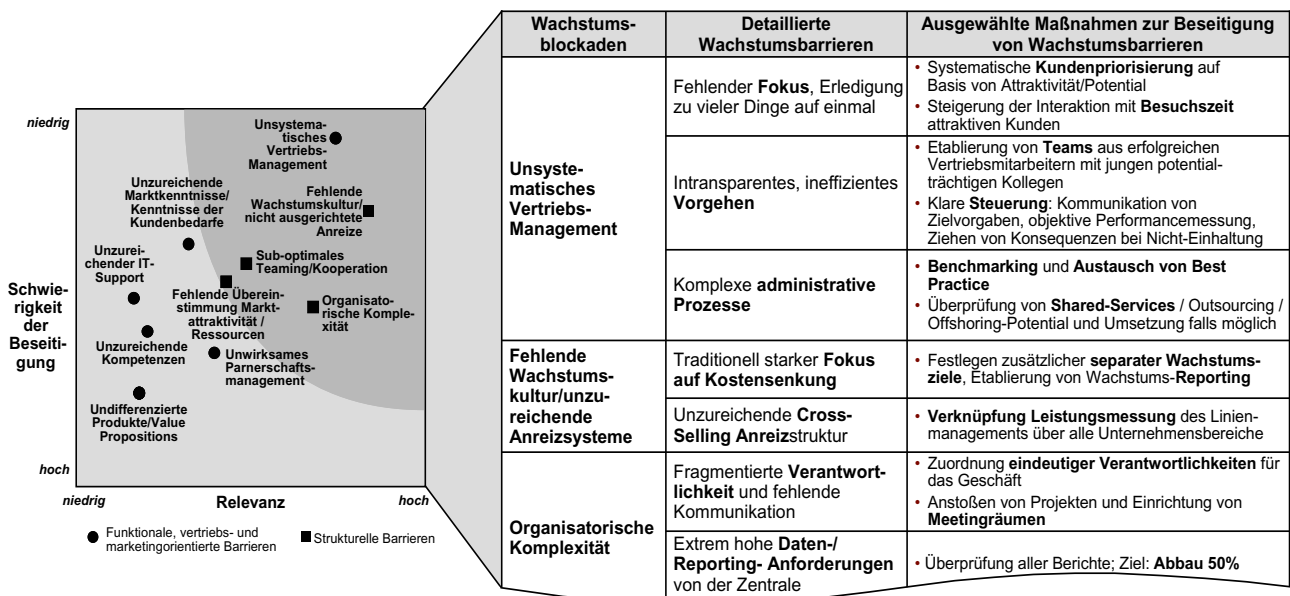 niedrig
Schwie-
rigkeit
der
Beseiti-
gung
hoch
Unsystema-
tisches
Vertriebs-
Management
Unzureichende
Marktkenntnisse/
Kenntnisse der
Kundenbedarfe
Fehlende
Wachstumskultur/
nicht ausgerichtete
Anreize
Unzurei-
chender IT-
Support
Sub-optimales
Teaming/Kooperation
Fehlende Überein-
stimmung Markt-
attraktivität /
Ressourcen
Organisato-
rische Komple-
xität
Unzureichende
Kompetenzen
Unwirksames
Parnerschafts-
management
Undifferenzierte
Produkte/Value
Propositions
niedrig
Relevanz
hoch
Funktionale, vertriebs- und
marketingorientierte Barrieren
Strukturelle Barrieren
Wachstums-
blockaden
Detaillierte
Wachstumsbarrieren
Ausgewählte Maßnahmen zur Beseitigung
von Wachstumsbarrieren
Unsyste-
matisches
Vertriebs-
Management
Fehlender Fokus, Erledigung
zu vieler Dinge auf einmal
• Systematische Kundenpriorisierung auf
Basis von Attraktivität/Potential
• Steigerung der Interaktion mit Besuchszeit
attraktiven Kunden
Intransparentes, ineffizientes
Vorgehen
• Etablierung von Teams aus erfolgreichen
Vertriebsmitarbeitern mit jungen potential-
trächtigen Kollegen
• Klare Steuerung: Kommunikation von
Zielvorgaben, objektive Performancemessung,
Ziehen von Konsequenzen bei Nicht-Einhaltung
Komplexe administrative
Prozesse
• Benchmarking und Austausch von Best
Practice
• Überprüfung von Shared-Services / Outsourcing /
Offshoring-Potential und Umsetzung falls möglich
Fehlende
Wachstums-
kultur/unzu-
reichende
Anreizsysteme
Traditionell starker Fokus
auf Kostensenkung
• Festlegen zusätzlicher separater Wachstums-
ziele, Etablierung von Wachstums-Reporting
Unzureichende Cross-
Selling Anreizstruktur
• Verknüpfung Leistungsmessung des Linien-
managements über alle Unternehmensbereiche
Organisatorische
Komplexität
Fragmentierte Verantwort-
lichkeit und fehlende
Kommunikation
• Zuordnung eindeutiger Verantwortlichkeiten für
das Geschäft
• Anstoßen von Projekten und Einrichtung von
Meetingräumen
Extrem hohe Daten-/
Reporting- Anforderungen
von der Zentrale
• Überprüfung aller Berichte; Ziel: Abbau 50%